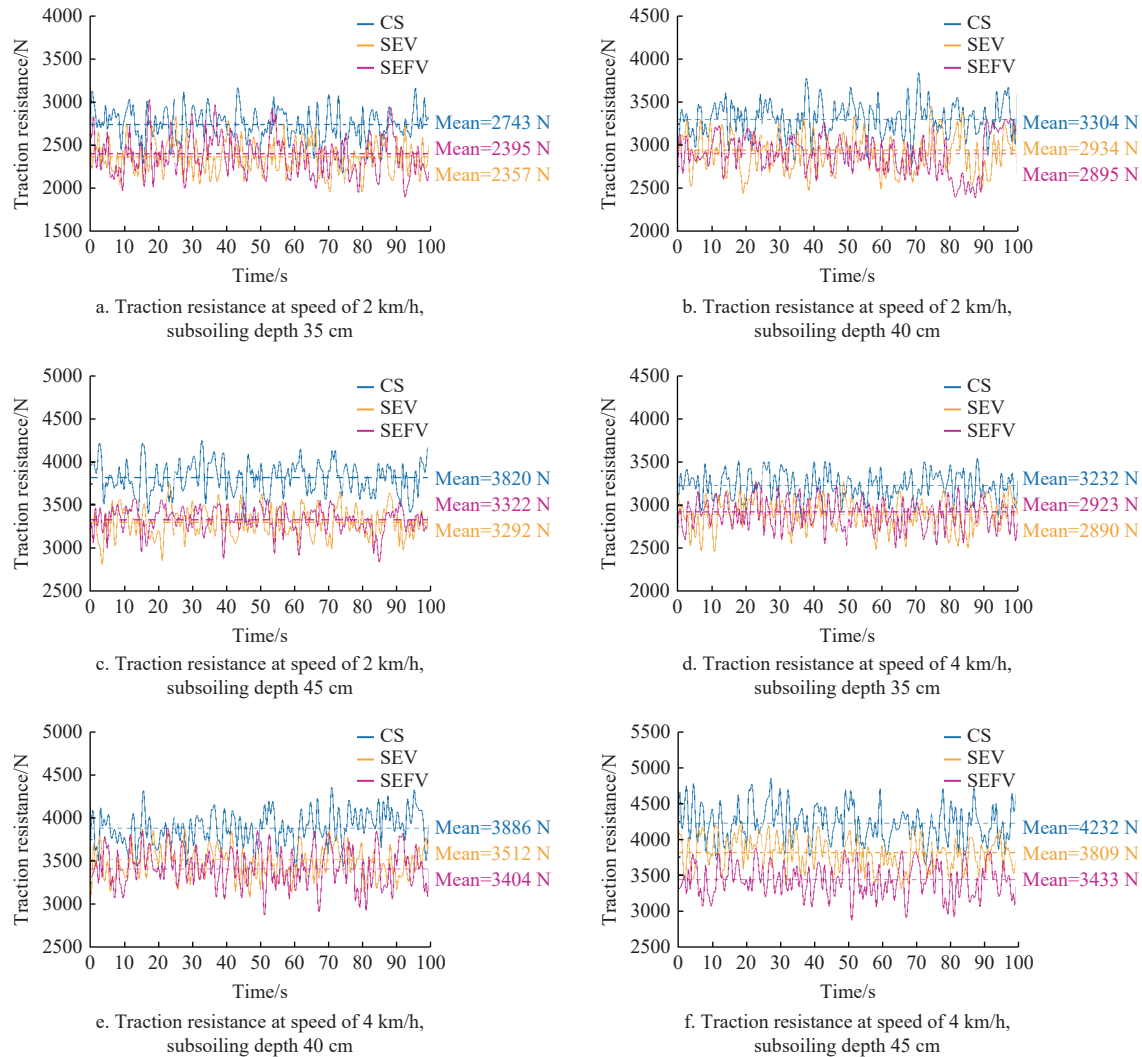 4000
3500
3000
2500
2000
1500
Traction resistance/N
CS
SEV
SEFV
Mean=2743 N
Mean=2395 N
Mean=2357 N
0 10 20 30 40 50 60 70 80 90 100
Time/s
a. Traction resistance at speed of 2 km/h,
subsoiling depth 35 cm
4500
4000
3500
3000
2500
2000
Traction resistance/N
CS
SEV
SEFV
Mean=3304 N
Mean=2934 N
Mean=2895 N
0 10 20 30 40 50 60 70 80 90 100
Time/s
b. Traction resistance at speed of 2 km/h,
subsoiling depth 40 cm
5000
4500
4000
3500
3000
2500
Traction resistance/N
CS
SEV
SEFV
Mean=3820 N
Mean=3322 N
Mean=3292 N
0 10 20 30 40 50 60 70 80 90 100
Time/s
c. Traction resistance at speed of 2 km/h,
subsoiling depth 45 cm
4500
4000
3500
3000
2500
2000
Traction resistance/N
CS
SEV
SEFV
Mean=3232 N
Mean=2923 N
Mean=2890 N
0 10 20 30 40 50 60 70 80 90 100
Time/s
d. Traction resistance at speed of 4 km/h,
subsoiling depth 35 cm
5000
4500
4000
3500
3000
2500
Traction resistance/N
CS
SEV
SEFV
Mean=3886 N
Mean=3512 N
Mean=3404 N
0 10 20 30 40 50 60 70 80 90 100
Time/s
e. Traction resistance at speed of 4 km/h,
subsoiling depth 40 cm
5500
5000
4500
4000
3500
3000
2500
Traction resistance/N
CS
SEV
SEFV
Mean=4232 N
Mean=3809 N
Mean=3433 N
0 10 20 30 40 50 60 70 80 90 100
Time/s
f. Traction resistance at speed of 4 km/h,
subsoiling depth 45 cm